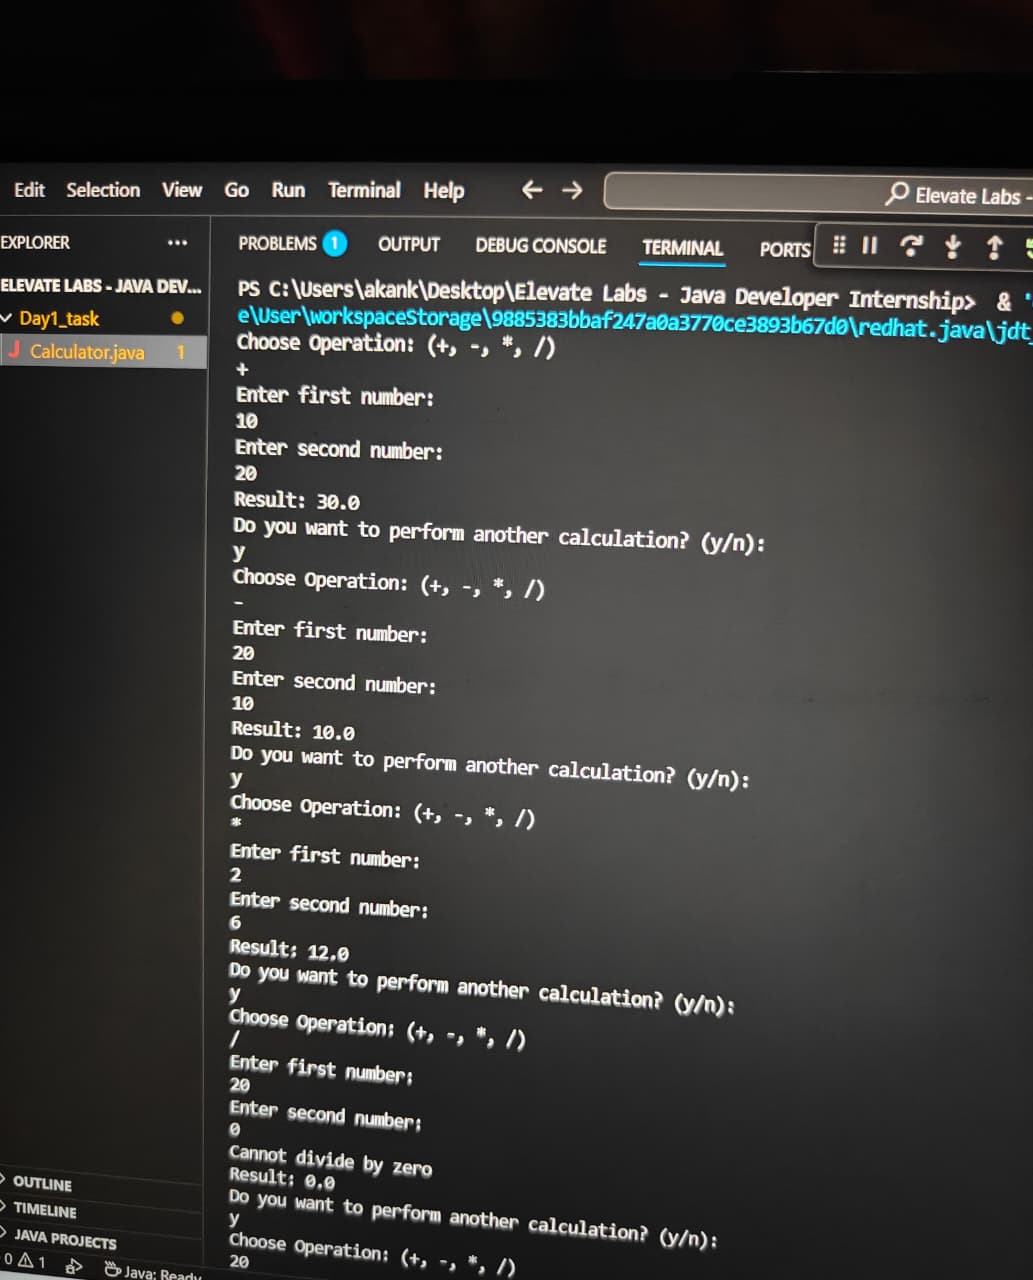 Edit Selection View Go Run Terminal Help
Elevate Labs -
EXPLORER
ELEVATE LABS - JAVA DEV...
Day1_task
J Calculator.java 1
OUTLINE
TIMELINE
JAVA PROJECTS
0 1 Java: Ready
PROBLEMS 1 OUTPUT DEBUG CONSOLE TERMINAL PORTS
PS C:\Users\akank\Desktop\Elevate Labs - Java Developer Internship> & '
e\User\workspaceStorage\9885383bbaf247a0a3770ce3893b67d0\redhat.java\jdt_
Choose Operation: (+, -, *, /)
+
Enter first number:
10
Enter second number:
20
Result: 30.0
Do you want to perform another calculation? (y/n):
y
Choose Operation: (+, -, *, /)
-
Enter first number:
20
Enter second number:
10
Result: 10.0
Do you want to perform another calculation? (y/n):
y
Choose Operation: (+, -, *, /)
*
Enter first number:
2
Enter second number:
6
Result: 12.0
Do you want to perform another calculation? (y/n):
y
Choose Operation: (+, -, *, /)
/
Enter first number:
20
Enter second number:
0
Cannot divide by zero
Result: 0.0
Do you want to perform another calculation? (y/n):
y
Choose Operation: (+, -, *, /)
20